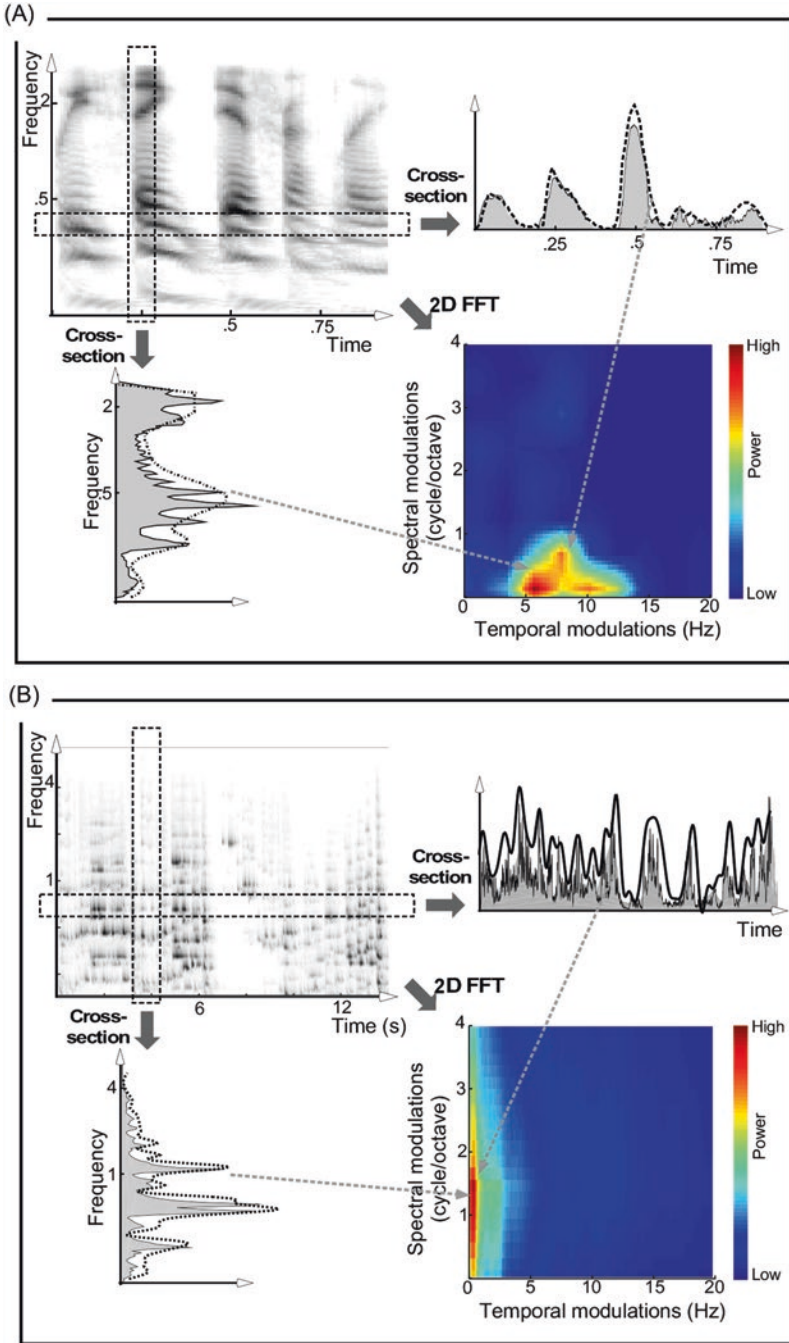 (A)
Frequency
2
.5
.25
.5
.75
Time
Cross-
section
.25
.5
.75
Time
Cross-
section
2D FFT
2
.5
Frequency
4
3
2
1
0
5
10
15
20
Spectral modulations
(cycle/octave)
Temporal modulations (Hz)
High
Power
Low
(B)
Frequency
4
1
6
12
Time (s)
Cross-
section
Time
Cross-
section
2D FFT
4
1
Frequency
4
3
2
1
0
5
10
15
20
Spectral modulations
(cycle/octave)
Temporal modulations (Hz)
High
Power
Low